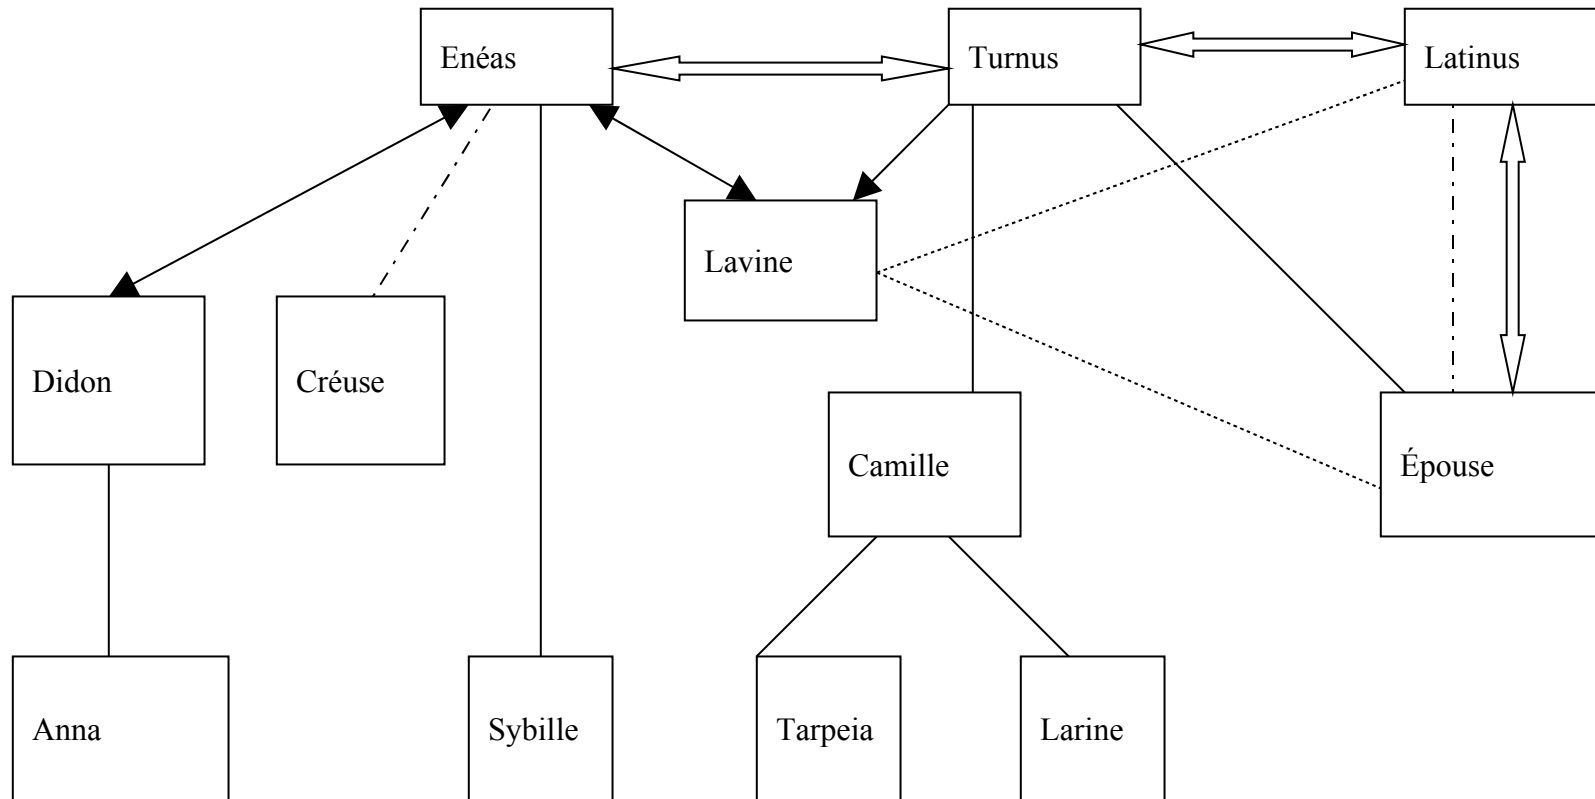 Enéas
Turnus
Latinus
Lavine
Didon
Créuse
Camille
Épouse
Anna
Sybille
Tarpeia
Larine